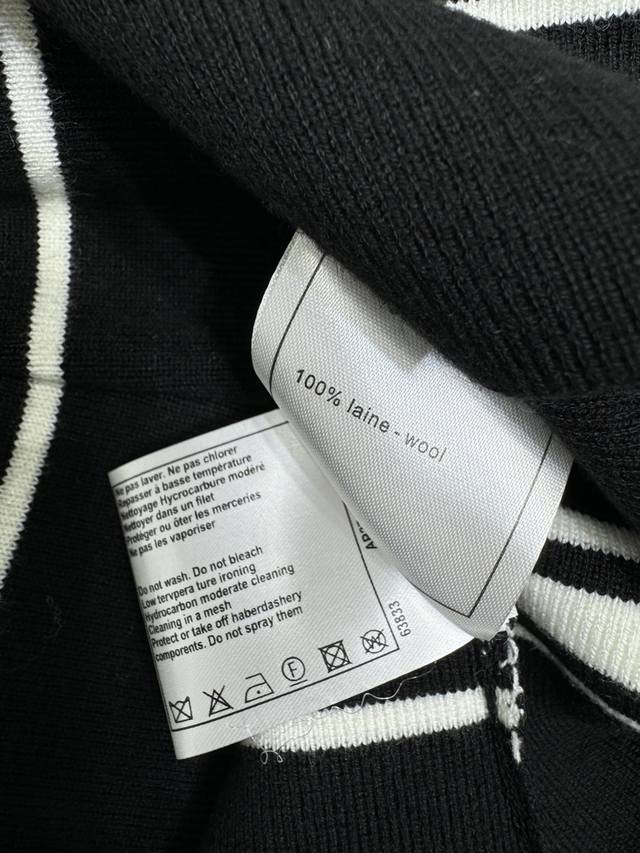 100% laine - wool
Ne pas laver. Ne pas chlorer
Repasser à basse température
Nettoyage Hycrocarbure modéré
Nettoyer dans un filet
Protéger ou ôter les merceries
Ne pas les vaporiser
Do not wash. Do not bleach
Low tervpera ture ironing
Hydrocarbon moderate cleaning
Cleaning in a mesh
Protect or take off haberdashery
comporents. Do not spray them
F
W
63833